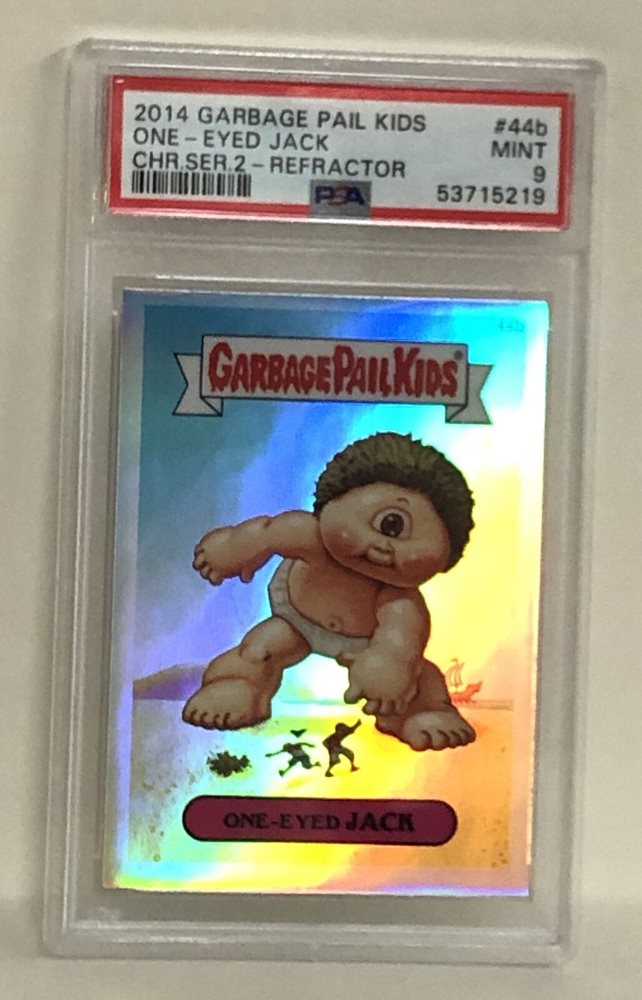 2014 GARBAGE PAIL KIDS #44b
ONE-EYED JACK MINT
CHR.SER.2-REFRACTOR 9
PSA 53715219
44b
GARBAGE PAIL KIDS®
ONE-EYED JACK